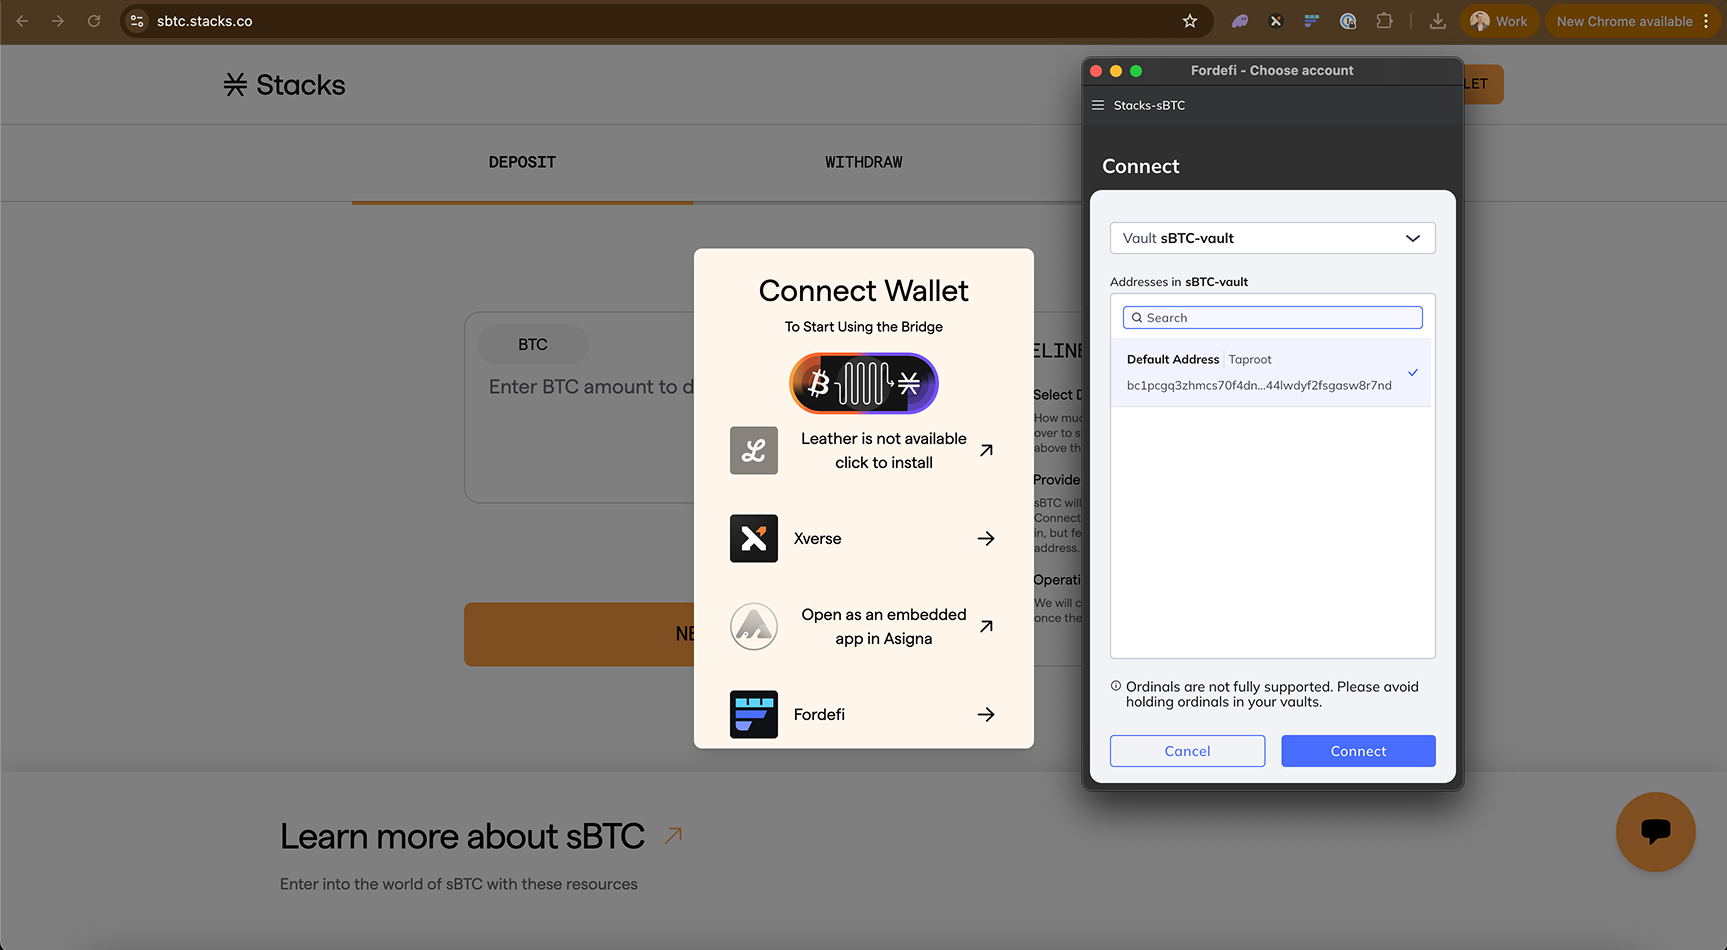 sbtc.stacks.co
Work
New Chrome available
Stacks
LET
DEPOSIT
WITHDRAW
BTC
Enter BTC amount to d
NE
ELINE
Select D
How muc
over to s
above th
Provide
sBTC will
Connect
in, but fe
address.
Operati
We will c
once the
Connect Wallet
To Start Using the Bridge
Leather is not available
click to install
Xverse
Open as an embedded
app in Asigna
Fordefi
Fordefi - Choose account
Stacks-sBTC
Connect
Vault sBTC-vault
Addresses in sBTC-vault
Search
Default Address Taproot
bc1pcgq3zhmcs70f4dn...44lwdyf2fsgasw8r7nd
Ordinals are not fully supported. Please avoid
holding ordinals in your vaults.
Cancel
Connect
Learn more about sBTC
Enter into the world of sBTC with these resources